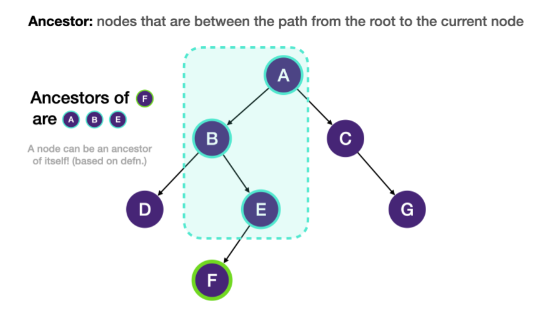 Ancestor: nodes that are between the path from the root to the current node
Ancestors of F
are A B E
A node can be an ancestor
of itself! (based on defn.)
A
B
C
D
E
G
F